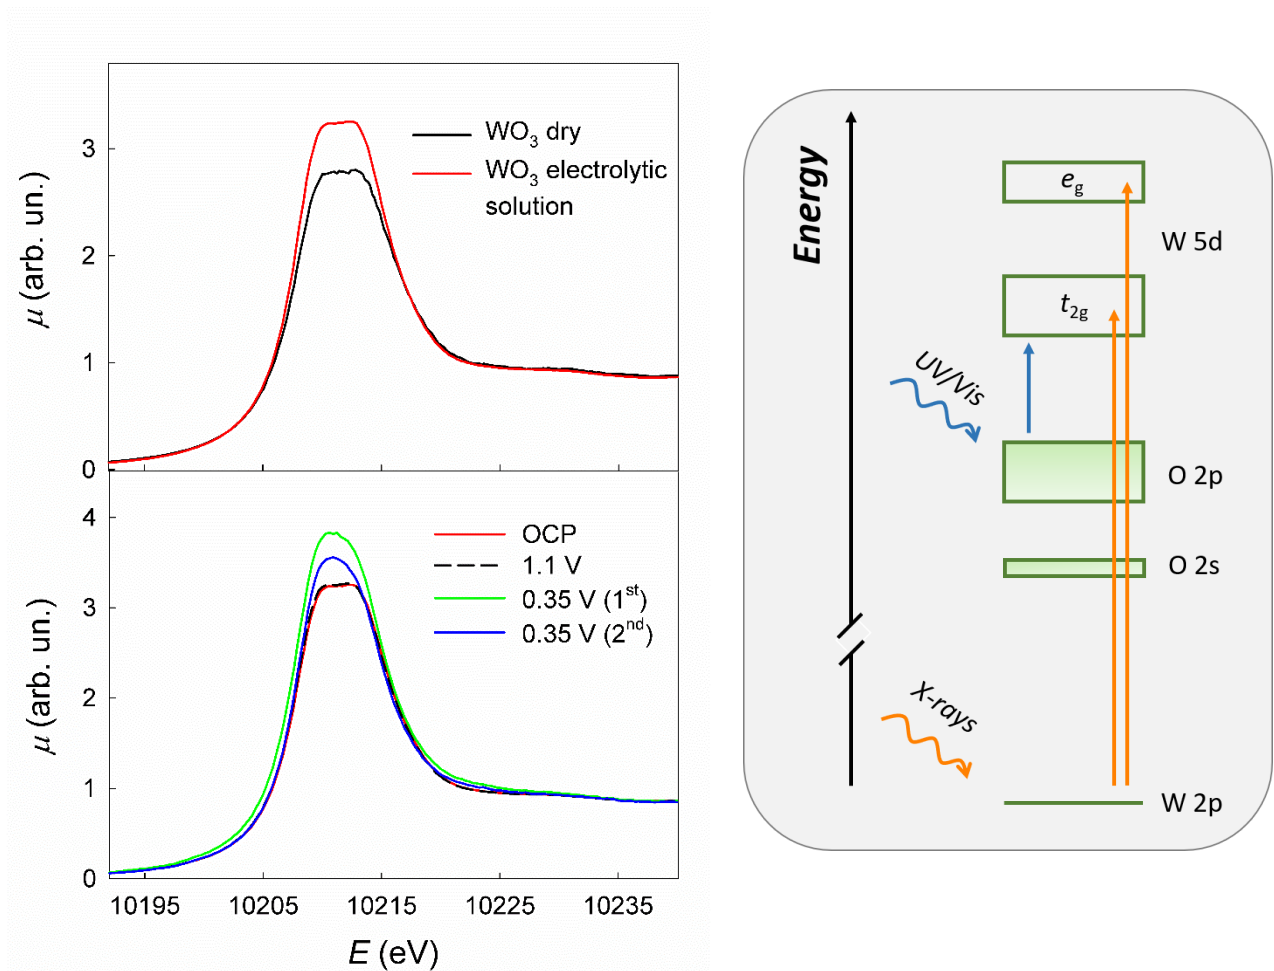 μ (arb. un.)
3
2
1
0
WO3 dry
WO3 electrolytic
solution
μ (arb. un.)
4
3
2
1
0
OCP
1.1 V
0.35 V (1st)
0.35 V (2nd)
10195 10205 10215 10225 10235
E (eV)
Energy
eg
W 5d
t2g
UV/Vis
O 2p
O 2s
X-rays
W 2p